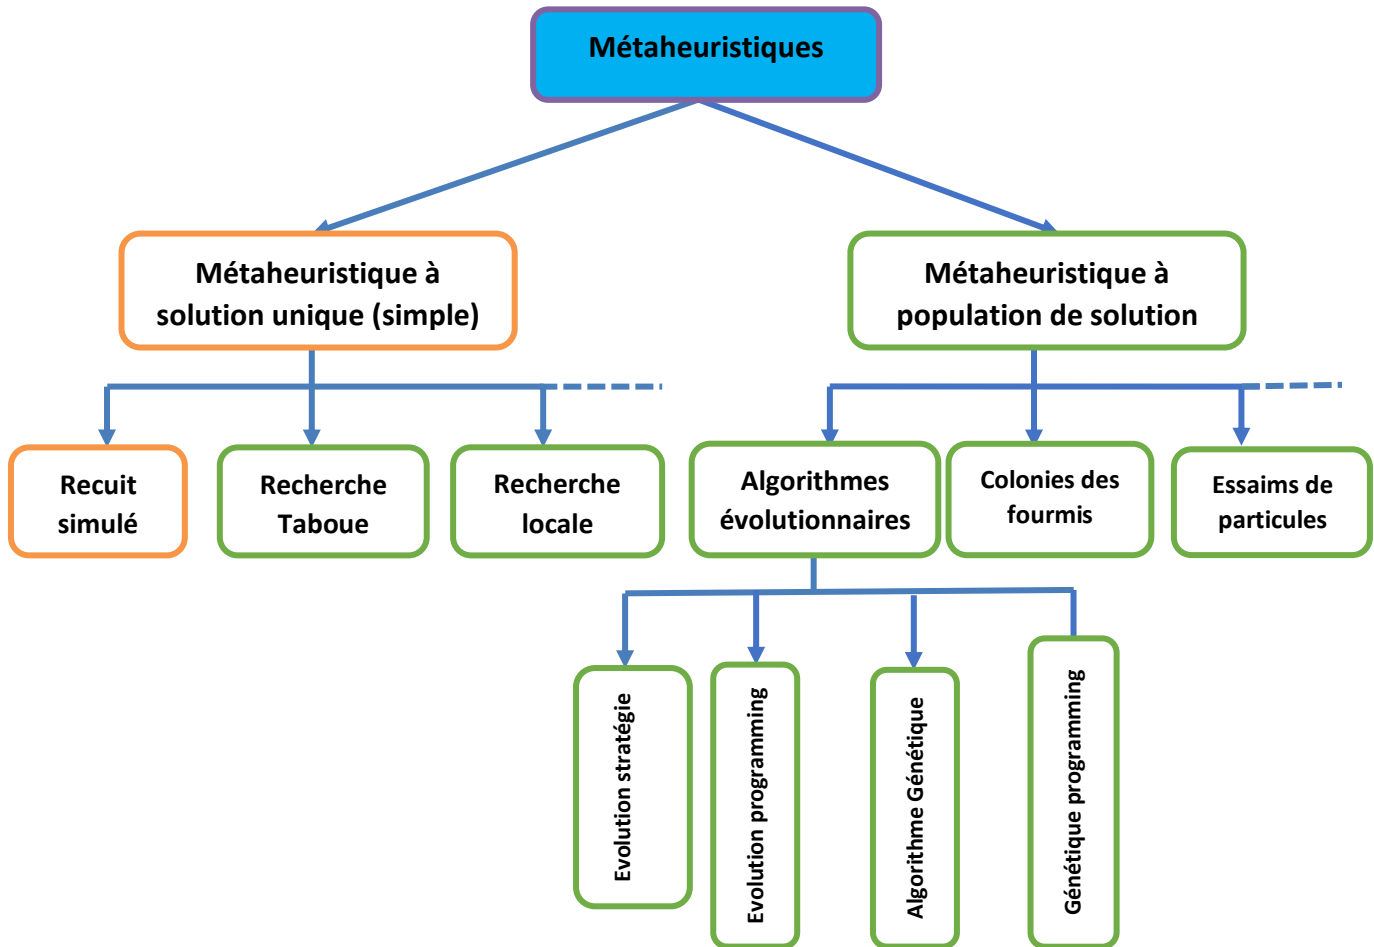 Métaheuristiques
Métaheuristique à
solution unique (simple)
Métaheuristique à
population de solution
Recuit
simulé
Recherche
Taboue
Recherche
locale
Algorithmes
évolutionnaires
Colonies des
fourmis
Essaims de
particules
Evolution stratégie
Evolution programming
Algorithme Génétique
Génétique programming